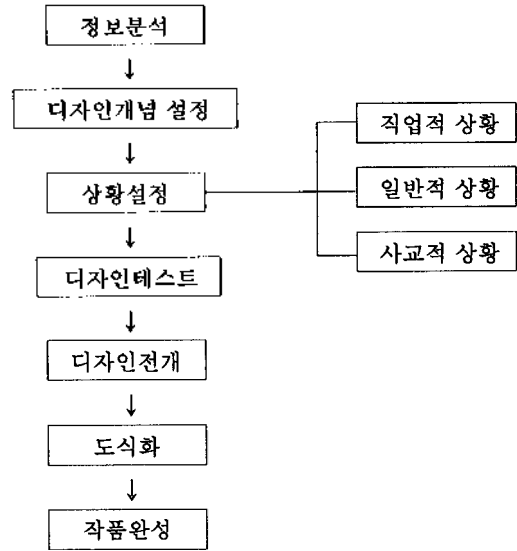 정보분석
디자인개념 설정
직업적 상황
상황설정
일반적 상황
사교적 상황
디자인테스트
디자인전개
도식화
작품완성